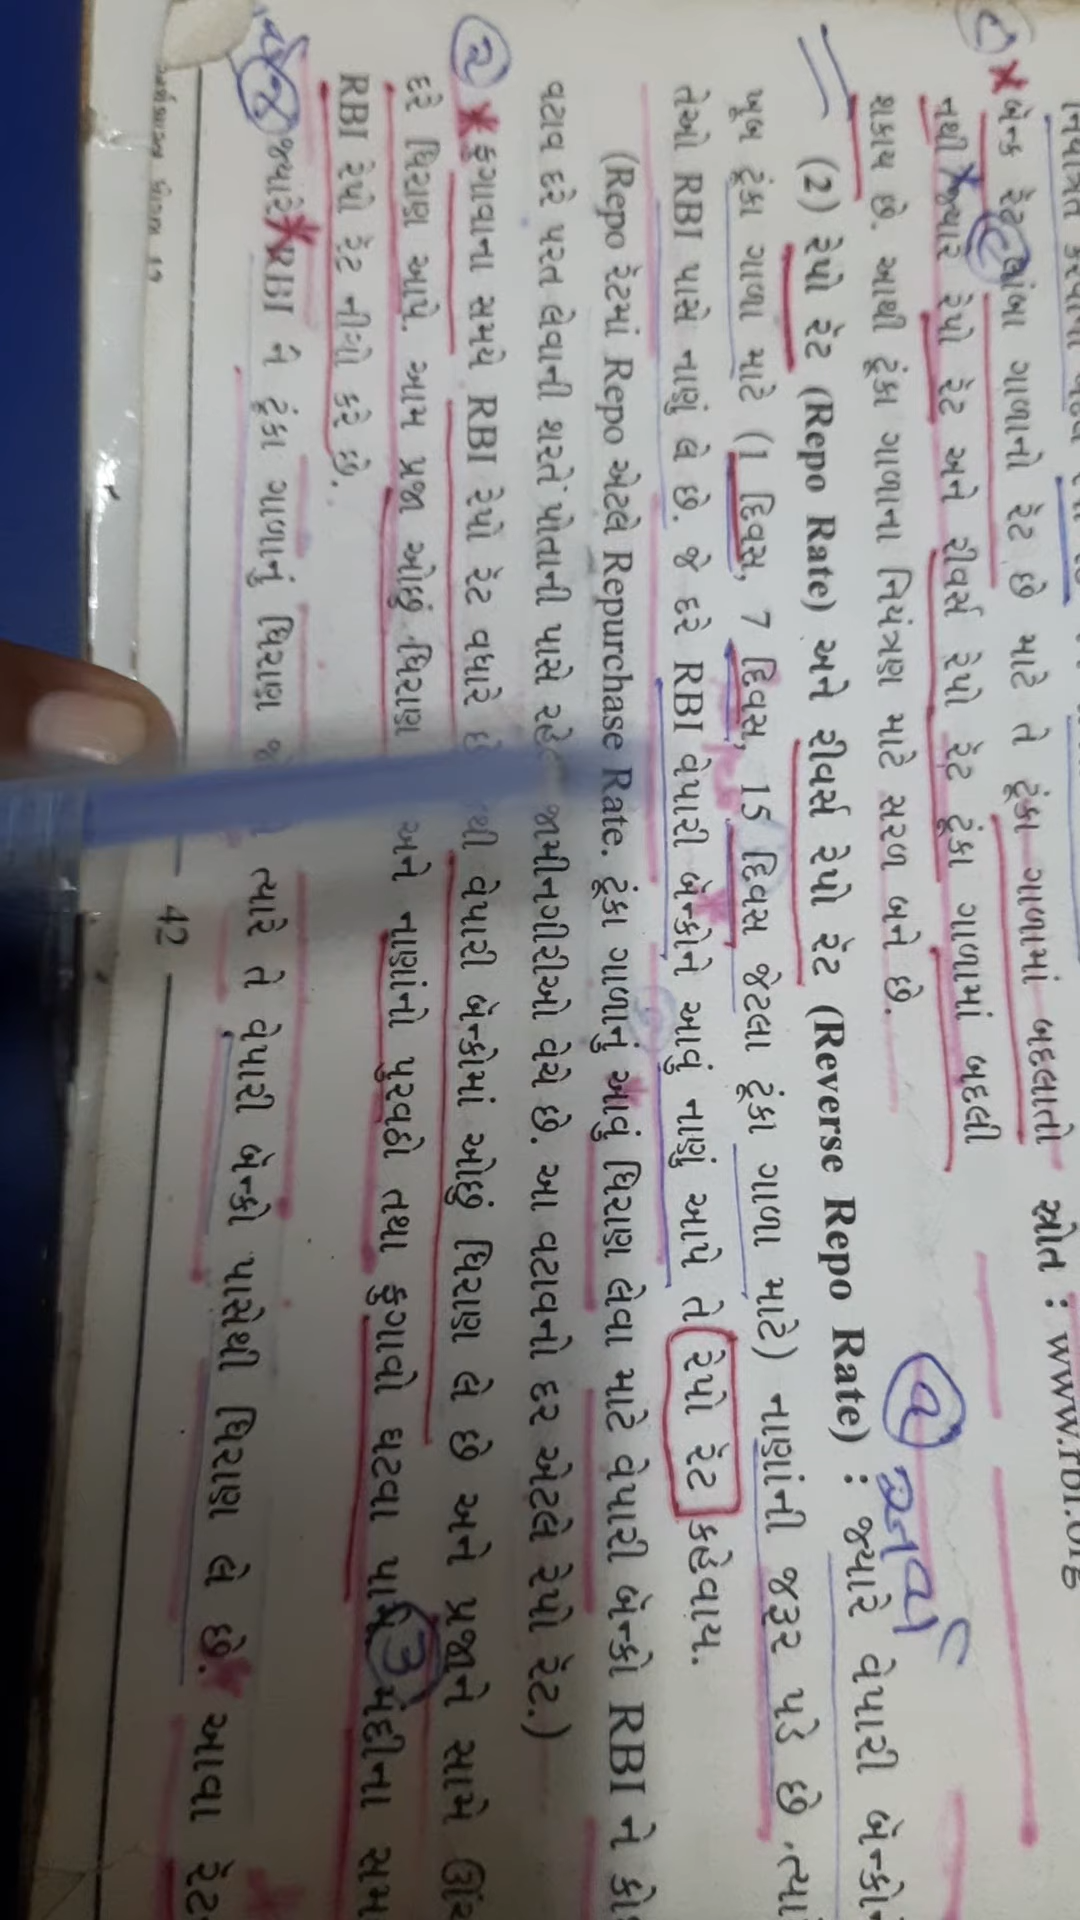 બૅન્ક રેટ લાંબા ગાળાનો રેટ છે માટે તે ટૂંકા ગાળામાં બદલાતો
સ્રોત : www.rbi.org
નથી જ્યારે રેપો રેટ અને રીવર્સ રેપો રેટ ટૂંકા ગાળામાં બદલી
શકાય છે. આથી ટૂંકા ગાળાના નિયંત્રણ માટે સરળ બને છે.
(2) રેપો રેટ (Repo Rate) અને રીવર્સ રેપો રેટ (Reverse Repo Rate) : જ્યારે વેપારી
ખૂબ ટૂંકા ગાળા માટે (1 દિવસ, 7 દિવસ, 15 દિવસ જેટલા ટૂંકા ગાળા માટે) નાણાંની જરૂર પડે છે
તેઓ RBI પાસે નાણું લે છે. જે દરે RBI વેપારી બૅન્કોને આવું નાણું આપે તે રેપો રેટ કહેવાય.
(Repo રેટમાં Repo એટલે Repurchase Rate. ટૂંકા ગાળાનું આવું ધિરાણ લેવા માટે વેપારી બૅન્કો RBI ને
વટાવ દરે પરત લેવાની શરતે પોતાની પાસે જામીનગીરીઓ વેચે છે. આ વટાવનો દર એટલે રેપો રેટ.)
2
ફુગાવાના સમયે RBI રેપો રેટ વધારે વેપારી બૅન્કોમાં ઓછું ધિરાણ લે છે અને પ્રજાને સામે
દરે ધિરાણ આપે. આમ પ્રજા ઓછું ધિરાણ અને નાણાંનો પુરવઠો તથા ફુગાવો ઘટવા પામે 3 મંદીના
RBI રેપો રેટ નીચો કરે છે.
જ્યારે RBI ને ટૂંકા ગાળાનું ધિરાણ ત્યારે તે વેપારી બૅન્કો પાસેથી ધિરાણ લે છે. આવા રેટ
42